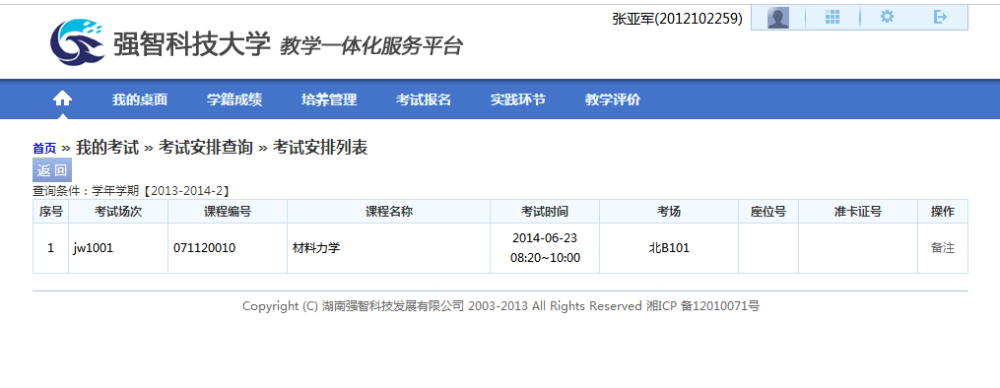 张亚军(2012102259)
强智科技大学 教学一体化服务平台
我的桌面 学籍成绩 培养管理 考试报名 实践环节 教学评价
首页 » 我的考试 » 考试安排查询 » 考试安排列表
返 回
查询条件：学年学期【2013-2014-2】
序号 考试场次 课程编号 课程名称 考试时间 考场 座位号 准卡证号 操作
1 jw1001 071120010 材料力学 2014-06-23 08:20~10:00 北B101 备注
Copyright (C) 湖南强智科技发展有限公司 2003-2013 All Rights Reserved 湘ICP 备12010071号